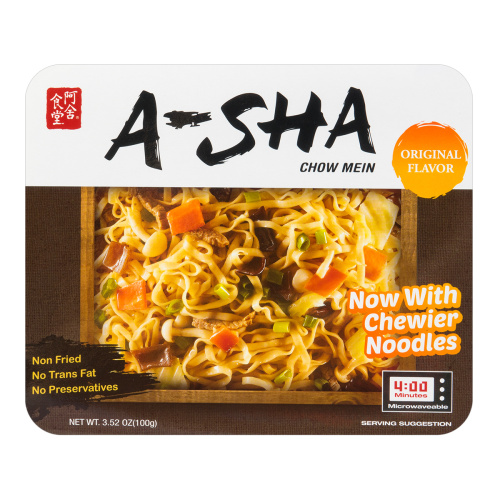 阿舍
食堂
A-SHA
CHOW MEIN
ORIGINAL
FLAVOR
Now With
Chewier
Noodles
Non Fried
No Trans Fat
No Preservatives
4:00
Minutes
Microwaveable
NET WT. 3.52 OZ(100g)
SERVING SUGGESTION